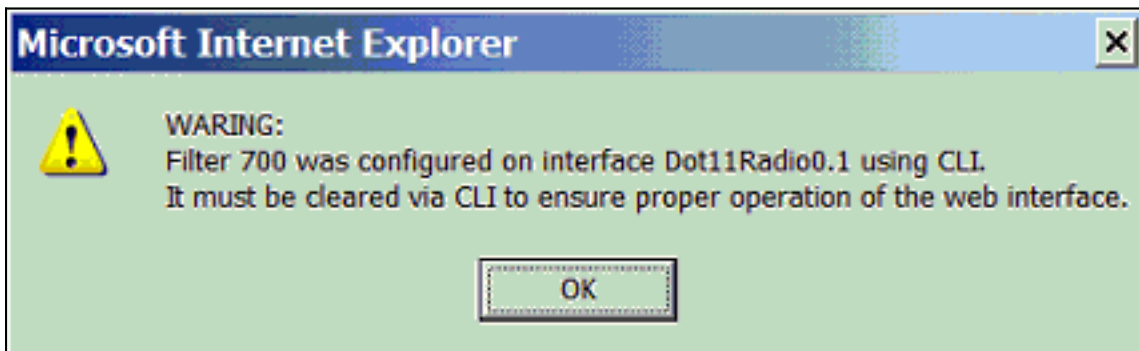 Microsoft Internet Explorer
WARING:
Filter 700 was configured on interface Dot11Radio0.1 using CLI.
It must be cleared via CLI to ensure proper operation of the web interface.
OK